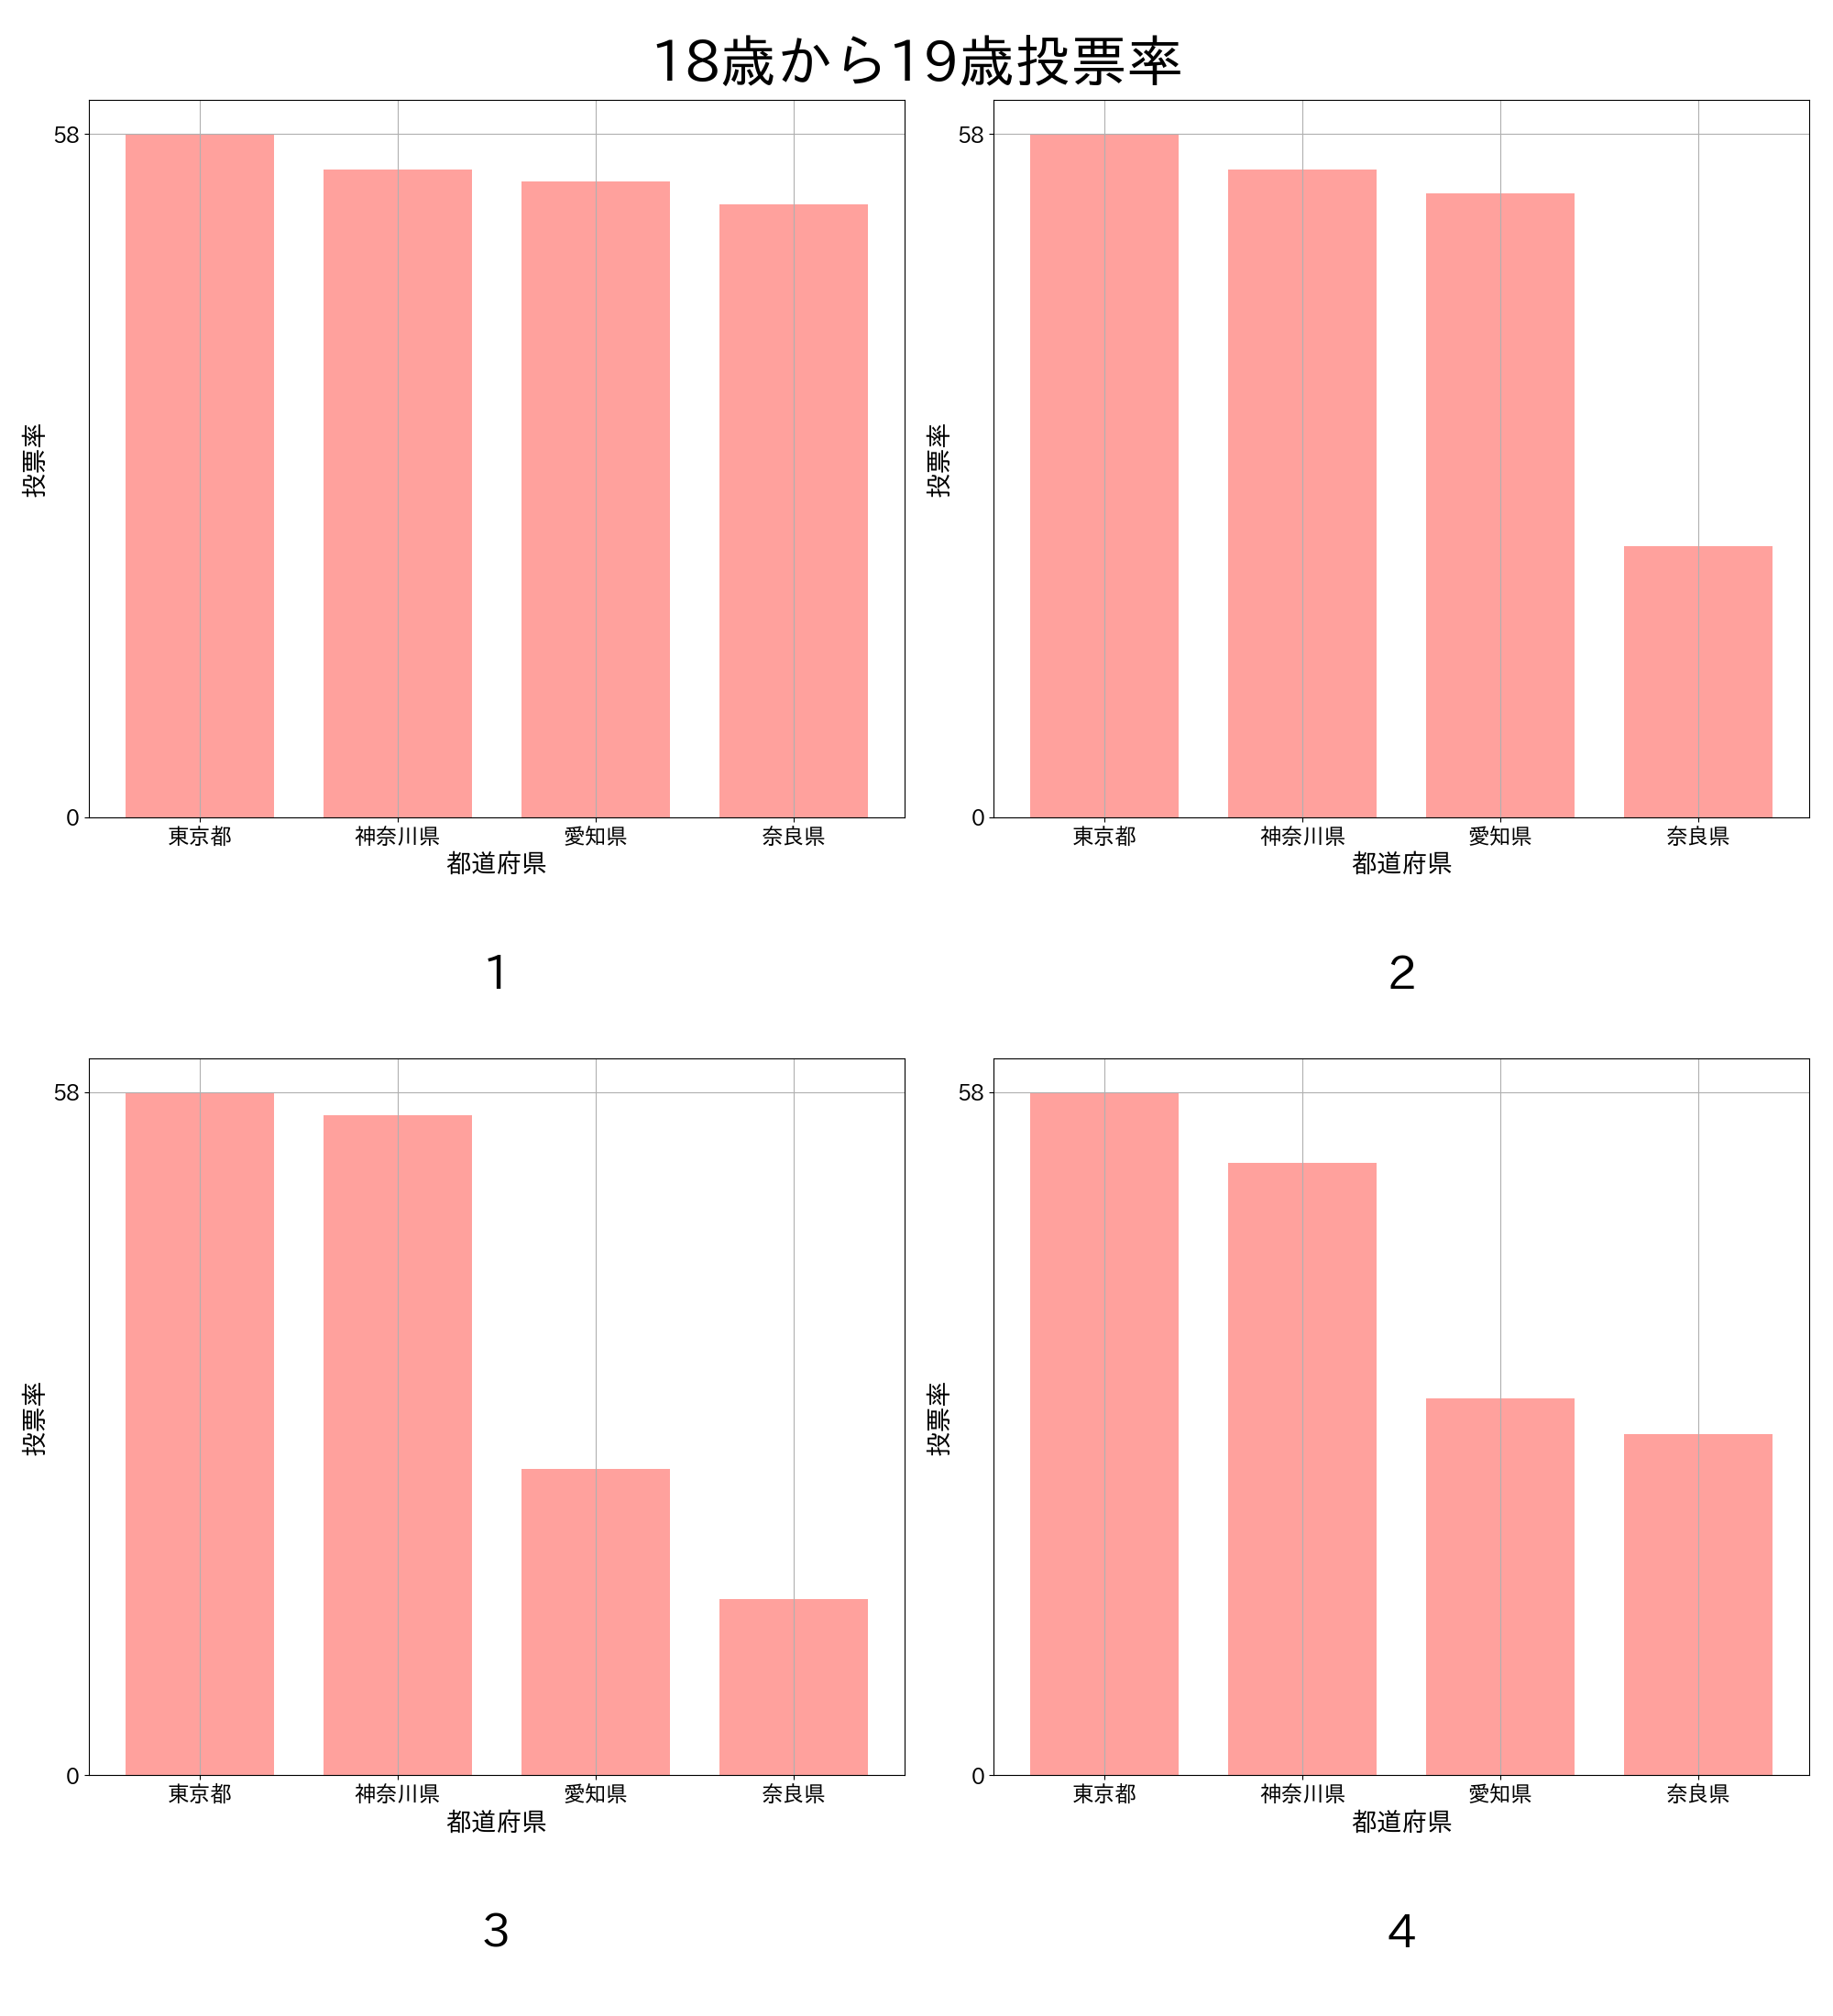 18歳から19歳投票率
58
0
投票率
東京都 神奈川県 愛知県 奈良県
都道府県
1
58
0
投票率
東京都 神奈川県 愛知県 奈良県
都道府県
2
58
0
投票率
東京都 神奈川県 愛知県 奈良県
都道府県
3
58
0
投票率
東京都 神奈川県 愛知県 奈良県
都道府県
4